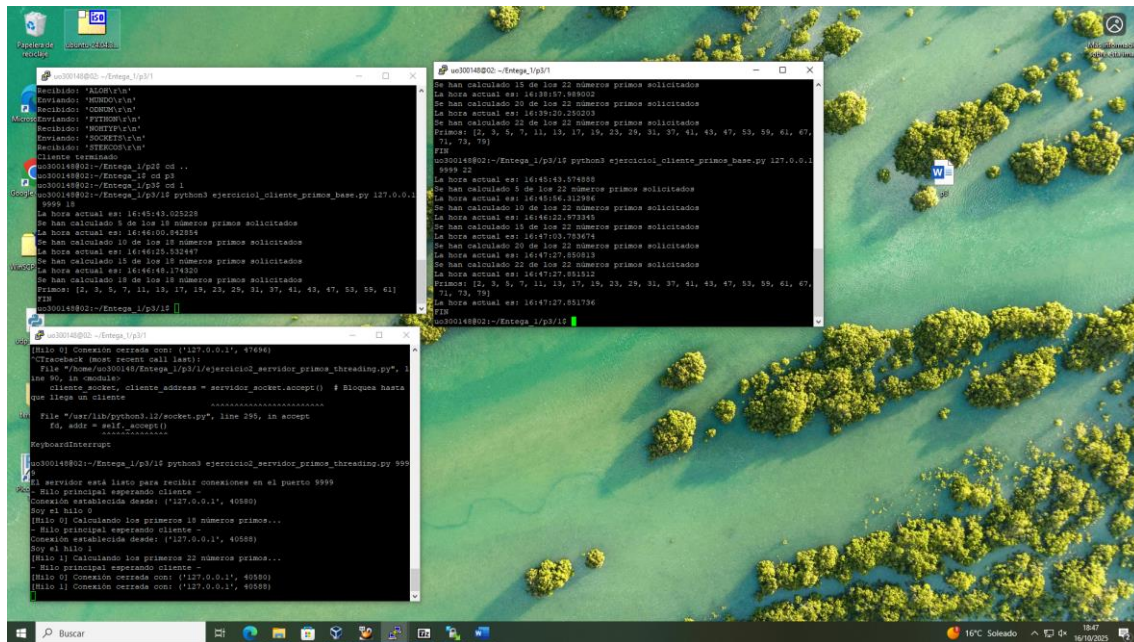 Papelera de
reciclaje
uo300148@02: ~/Entega_1/p3/1
Recibido: 'ALOH\r\n'
Enviando: 'MUNDO\r\n'
Recibido: 'ODNUM\r\n'
Enviando: 'PYTHON\r\n'
Recibido: 'NOHTYP\r\n'
Enviando: 'SOCKETS\r\n'
Recibido: 'STEKCOS\r\n'
Cliente terminado
uo300148@02:~/Entega_1/p2$ cd ..
uo300148@02:~/Entega_1$ cd p3
uo300148@02:~/Entega_1/p3$ cd 1
uo300148@02:~/Entega_1/p3/1$ python3 ejercicio1_cliente_primos_base.py 127.0.0.1
9999 18
La hora actual es: 16:45:43.025228
Se han calculado 5 de los 18 números primos solicitados
La hora actual es: 16:46:00.842854
Se han calculado 10 de los 18 números primos solicitados
La hora actual es: 16:46:25.532447
Se han calculado 15 de los 18 números primos solicitados
La hora actual es: 16:46:48.174320
Se han calculado 18 de los 18 números primos solicitados
Primos: [2, 3, 5, 7, 11, 13, 17, 19, 23, 29, 31, 37, 41, 43, 47, 53, 59, 61]
FIN
uo300148@02:~/Entega_1/p3/1$
uo300148@02: ~/Entega_1/p3/1
Se han calculado 15 de los 22 números primos solicitados
La hora actual es: 16:38:57.989002
Se han calculado 20 de los 22 números primos solicitados
La hora actual es: 16:39:20.250203
Se han calculado 22 de los 22 números primos solicitados
Primos: [2, 3, 5, 7, 11, 13, 17, 19, 23, 29, 31, 37, 41, 43, 47, 53, 59, 61, 67,
71, 73, 79]
FIN
uo300148@02:~/Entega_1/p3/1$ python3 ejercicio1_cliente_primos_base.py 127.0.0.1
9999 22
La hora actual es: 16:45:43.574888
Se han calculado 5 de los 22 números primos solicitados
La hora actual es: 16:45:56.312986
Se han calculado 10 de los 22 números primos solicitados
La hora actual es: 16:46:22.973345
Se han calculado 15 de los 22 números primos solicitados
La hora actual es: 16:47:03.783674
Se han calculado 20 de los 22 números primos solicitados
La hora actual es: 16:47:27.850813
Se han calculado 22 de los 22 números primos solicitados
La hora actual es: 16:47:27.851512
Primos: [2, 3, 5, 7, 11, 13, 17, 19, 23, 29, 31, 37, 41, 43, 47, 53, 59, 61, 67,
71, 73, 79]
La hora actual es: 16:47:27.851736
FIN
uo300148@02:~/Entega_1/p3/1$
uo300148@02: ~/Entega_1/p3/1
[Hilo 0] Conexión cerrada con: ('127.0.0.1', 47696)
^CTraceback (most recent call last):
File "/home/uo300148/Entega_1/p3/1/ejercicio2_servidor_primos_threading.py", l
ine 90, in <module>
cliente_socket, cliente_address = servidor_socket.accept() # Bloquea hasta
que llega un cliente
^^^^^^^^^^^^^^^^^^^^^^^^
File "/usr/lib/python3.12/socket.py", line 295, in accept
fd, addr = self._accept()
^^^^^^^^^^^^^^
KeyboardInterrupt
uo300148@02:~/Entega_1/p3/1$ python3 ejercicio2_servidor_primos_threading.py 999
9
El servidor está listo para recibir conexiones en el puerto 9999
- Hilo principal esperando cliente -
Conexión establecida desde: ('127.0.0.1', 40580)
Soy el hilo 0
[Hilo 0] Calculando los primeros 18 números primos...
- Hilo principal esperando cliente -
Conexión establecida desde: ('127.0.0.1', 40588)
Soy el hilo 1
[Hilo 1] Calculando los primeros 22 números primos...
- Hilo principal esperando cliente -
[Hilo 0] Conexión cerrada con: ('127.0.0.1', 40580)
[Hilo 1] Conexión cerrada con: ('127.0.0.1', 40588)
Buscar
16°C Soleado
18:47
16/10/2025